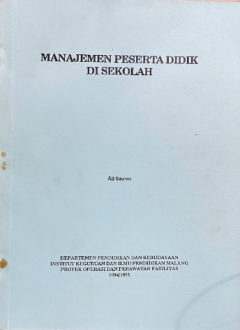 MANAJEMEN PESERTA DIDIK
DI SEKOLAH
Ali Imron
DEPARTEMEN PENDIDIKAN DAN KEBUDAYAAN
INSTITUT KEGURUAN DAN ILMU PENDIDIKAN MALANG
PROYEK OPERASI DAN PERAWATAN FASILITAS
1994/1995